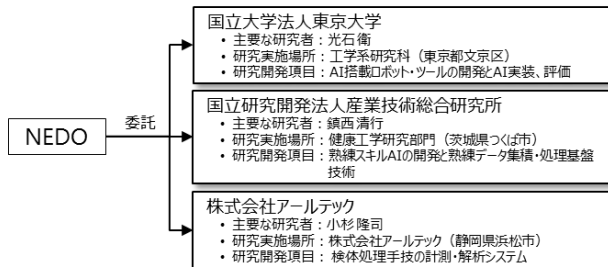 国立大学法人東京大学
• 主要な研究者：光石 衛
• 研究実施場所：工学系研究科（東京都文京区）
• 研究開発項目：AI搭載ロボット・ツールの開発とAI実装、評価
国立研究開発法人産業技術総合研究所
• 主要な研究者：鎮西清行
• 研究実施場所：健康工学研究部門（茨城県つくば市）
• 研究開発項目：熟練スキルAIの開発と熟練データ集積・処理基盤
技術
委託
NEDO
株式会社アールテック
• 主要な研究者：小杉 隆司
• 研究実施場所：株式会社アールテック（静岡県浜松市）
• 研究開発項目： 検体処理手技の計測・解析システム